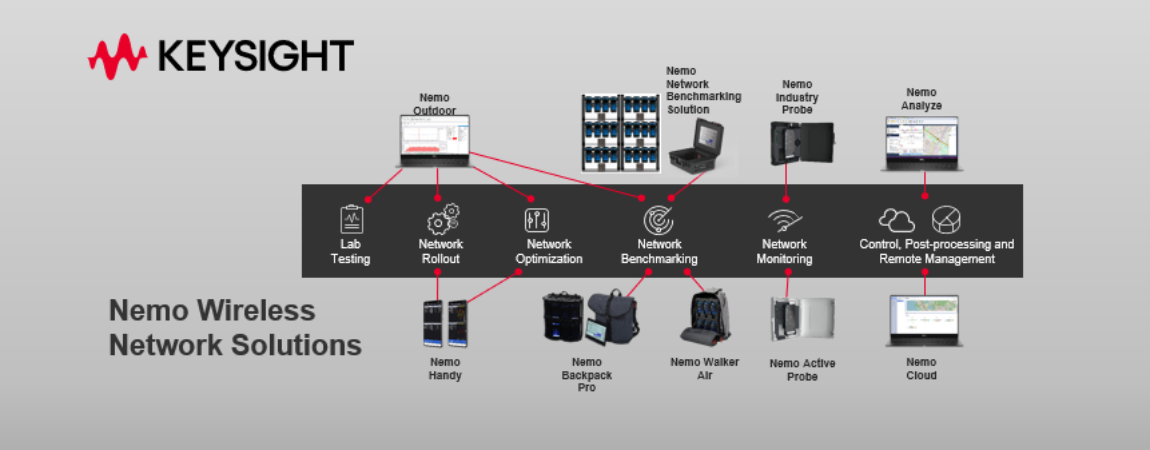 KEYSIGHT
Nemo
Outdoor
Nemo
Network
Benchmarking
Solution
Nemo
Industry
Probe
Nemo
Analyze
Lab
Testing
Network
Rollout
Network
Optimization
Network
Benchmarking
Network
Monitoring
Control, Post-processing and
Remote Management
Nemo Wireless
Network Solutions
Nemo
Handy
Nemo
Backpack
Pro
Nemo Walker
Air
Nemo Active
Probe
Nemo
Cloud